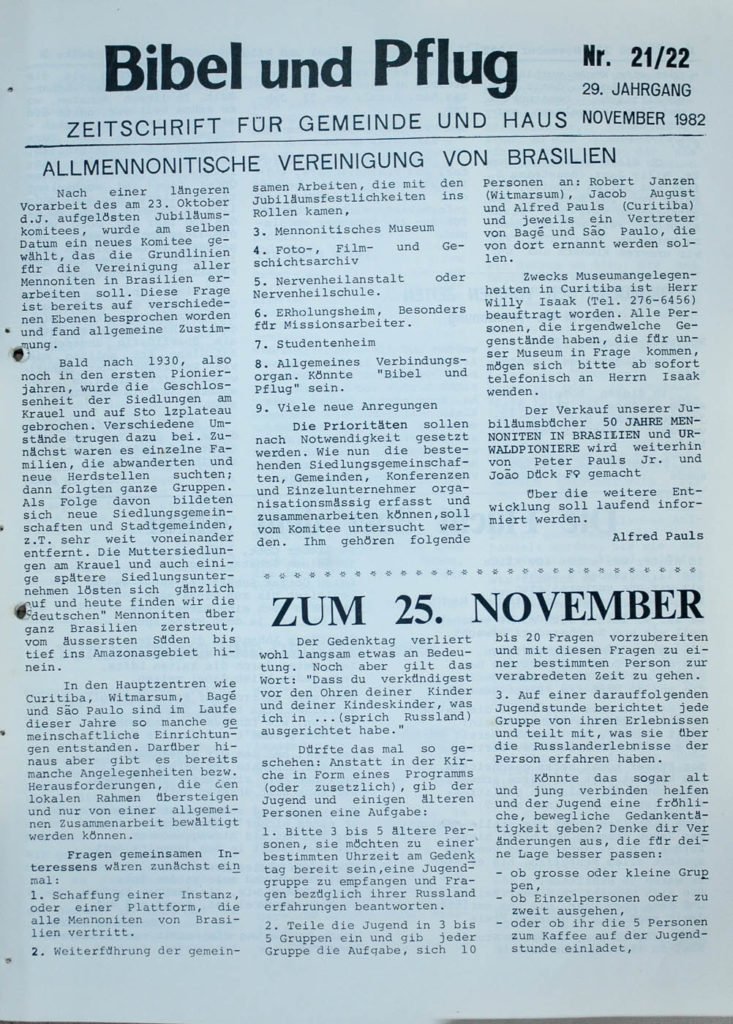 Bibel und Pflug
Nr. 21/22
29. JAHRGANG
ZEITSCHRIFT FÜR GEMEINDE UND HAUS NOVEMBER 1982
ALLMENNONITISCHE VEREINIGUNG VON BRASILIEN
Nach einer längeren
Vorarbeit des am 23. Oktober
d.J. aufgelösten Jubiläums-
komitees, wurde am selben
Datum ein neues Komitee ge-
wählt, das die Grundlinien
für die Vereinigung aller
Mennoniten in Brasilien er-
arbeiten soll. Diese Frage
ist bereits auf verschiede-
nen Ebenen besprochen worden
und fand allgemeine Zustim-
mung.
Bald nach 1930, also
noch in den ersten Pionier-
jahren, wurde die Geschlos-
senheit der Siedlungen am
Krauel und auf Sto lzplateau
gebrochen. Verschiedene Um-
stände trugen dazu bei. Zu-
nächst waren es einzelne Fa-
milien, die abwanderten und
neue Herdstellen suchten;
dann folgten ganze Gruppen.
Als Folge davon bildeten
sich neue Siedlungsgemein-
schaften und Stadtgemeinden,
z.T. sehr weit voneinander
entfernt. Die Muttersiedlun-
gen am Krauel und auch eini-
ge spätere Siedlungsunter-
nehmen lösten sich gänzlich
auf und heute finden wir die
"deutschen" Mennoniten über
ganz Brasilien zerstreut,
vom äussersten Süden bis
tief ins Amazonasgebiet hi-
nein.
In den Hauptzentren wie
Curitiba, Witmarsum, Bagé
und São Paulo sind im Laufe
dieser Jahre so manche ge
meinschaftliche Einrichtun-
gen entstanden. Darüber hi-
naus aber gibt es bereits
manche Angelegenheiten bezw.
Herausforderungen, die den
lokalen Rahmen übersteigen
und nur von einer allgemei-
nen Zusammenarbeit bewältigt
werden können.
Fragen gemeinsamen In-
teressens wären zunächst ein
mal:
1. Schaffung einer Instanz,
oder einer Plattform, die
alle Mennoniten von Brasi-
lien vertritt.
2. Weiterführung der gemein-
samen Arbeiten, die mit den
Jubiläumsfestlichkeiten ins
Rollen kamen,
3. Mennonitisches Museum
4. Foto-, Film- und Ge-
schichtsarchiv
5. Nervenheilanstalt oder
Nervenheilschule.
6. ERholungsheim, Besonders
für Missionsarbeiter.
7. Studentenheim
8. Allgemeines Verbindungs-
organ. Könnte "Bibel und
Pflug" sein.
9. Viele neue Anregungen
Die Prioritäten sollen
nach Notwendigkeit gesetzt
werden. Wie nun die beste-
henden Siedlungsgemeinschaf-
ten, Gemeinden, Konferenzen
und Einzelunternehmer orga-
nisationsmässig erfasst und
zusammenarbeiten können,soll
vom Komitee untersucht wer-
den. Ihm gehören folgende
Personen an: Robert Janzen
(Witmarsum), Jacob August
und Alfred Pauls (Curitiba)
und jeweils ein Vertreter
von Bagé und São Paulo, die
von dort ernannt werden sol-
len.
Zwecks Museumangelegen-
heiten in Curitiba ist Herr
Willy Isaak (Tel. 276-6456)
beauftragt worden. Alle Per-
sonen, die irgendwelche Ge-
genstände haben, die für un-
ser Museum in Frage kommen,
mögen sich bitte ab sofort
telefonisch an Herrn Isaak
wenden.
Der Verkauf unserer Ju-
biläumsbücher 50 JAHRE MEN-
NONITEN IN BRASILIEN und UR-
WALDPIONIERE wird weiterhin
von Peter Pauls Jr. und
João Dück Fº gemacht
Über die weitere Ent-
wicklung soll laufend infor-
miert werden.
Alfred Pauls
* * * * * * * * * * * * * * * * * * * * * * * * * * * *
ZUM 25. NOVEMBER
Der Gedenktag verliert
wohl langsam etwas an Bedeu-
tung. Noch aber gilt das
Wort: "Dass du verkündigest
vor den Ohren deiner Kinder
und deiner Kindeskinder, was
ich in ...(sprich Russland)
ausgerichtet habe."
Dürfte das mal so ge-
schehen: Anstatt in der Kir-
che in Form eines Programms
(oder zusätzlich), gib der
Jugend und einigen älteren
Personen eine Aufgabe:
1. Bitte 3 bis 5 ältere Per-
sonen, sie möchten zu einer
bestimmten Uhrzeit am Gedenk
tag bereit sein,eine Jugend-
gruppe zu empfangen und Fra-
gen bezüglich ihrer Russland
erfahrungen beantworten.
2. Teile die Jugend in 3 bis
5 Gruppen ein und gib jeder
Gruppe die Aufgabe, sich 10
bis 20 Fragen vorzubereiten
und mit diesen Fragen zu ei-
ner bestimmten Person zur
verabredeten Zeit zu gehen.
3. Auf einer darauffolgenden
Jugendstunde berichtet jede
Gruppe von ihren Erlebnissen
und teilt mit, was sie über
die Russlanderlebnisse der
Person erfahren haben.
Könnte das sogar alt
und jung verbinden helfen
und der Jugend eine fröhli-
che, bewegliche Gedankentä-
tigkeit geben? Denke dir Ver
änderungen aus, die für dei-
ne Lage besser passen:
- ob grosse oder kleine Grup
pen,
- ob Einzelpersonen oder zu
zweit ausgehen,
- oder ob ihr die 5 Personen
zum Kaffee auf der Jugend-
stunde einladet,